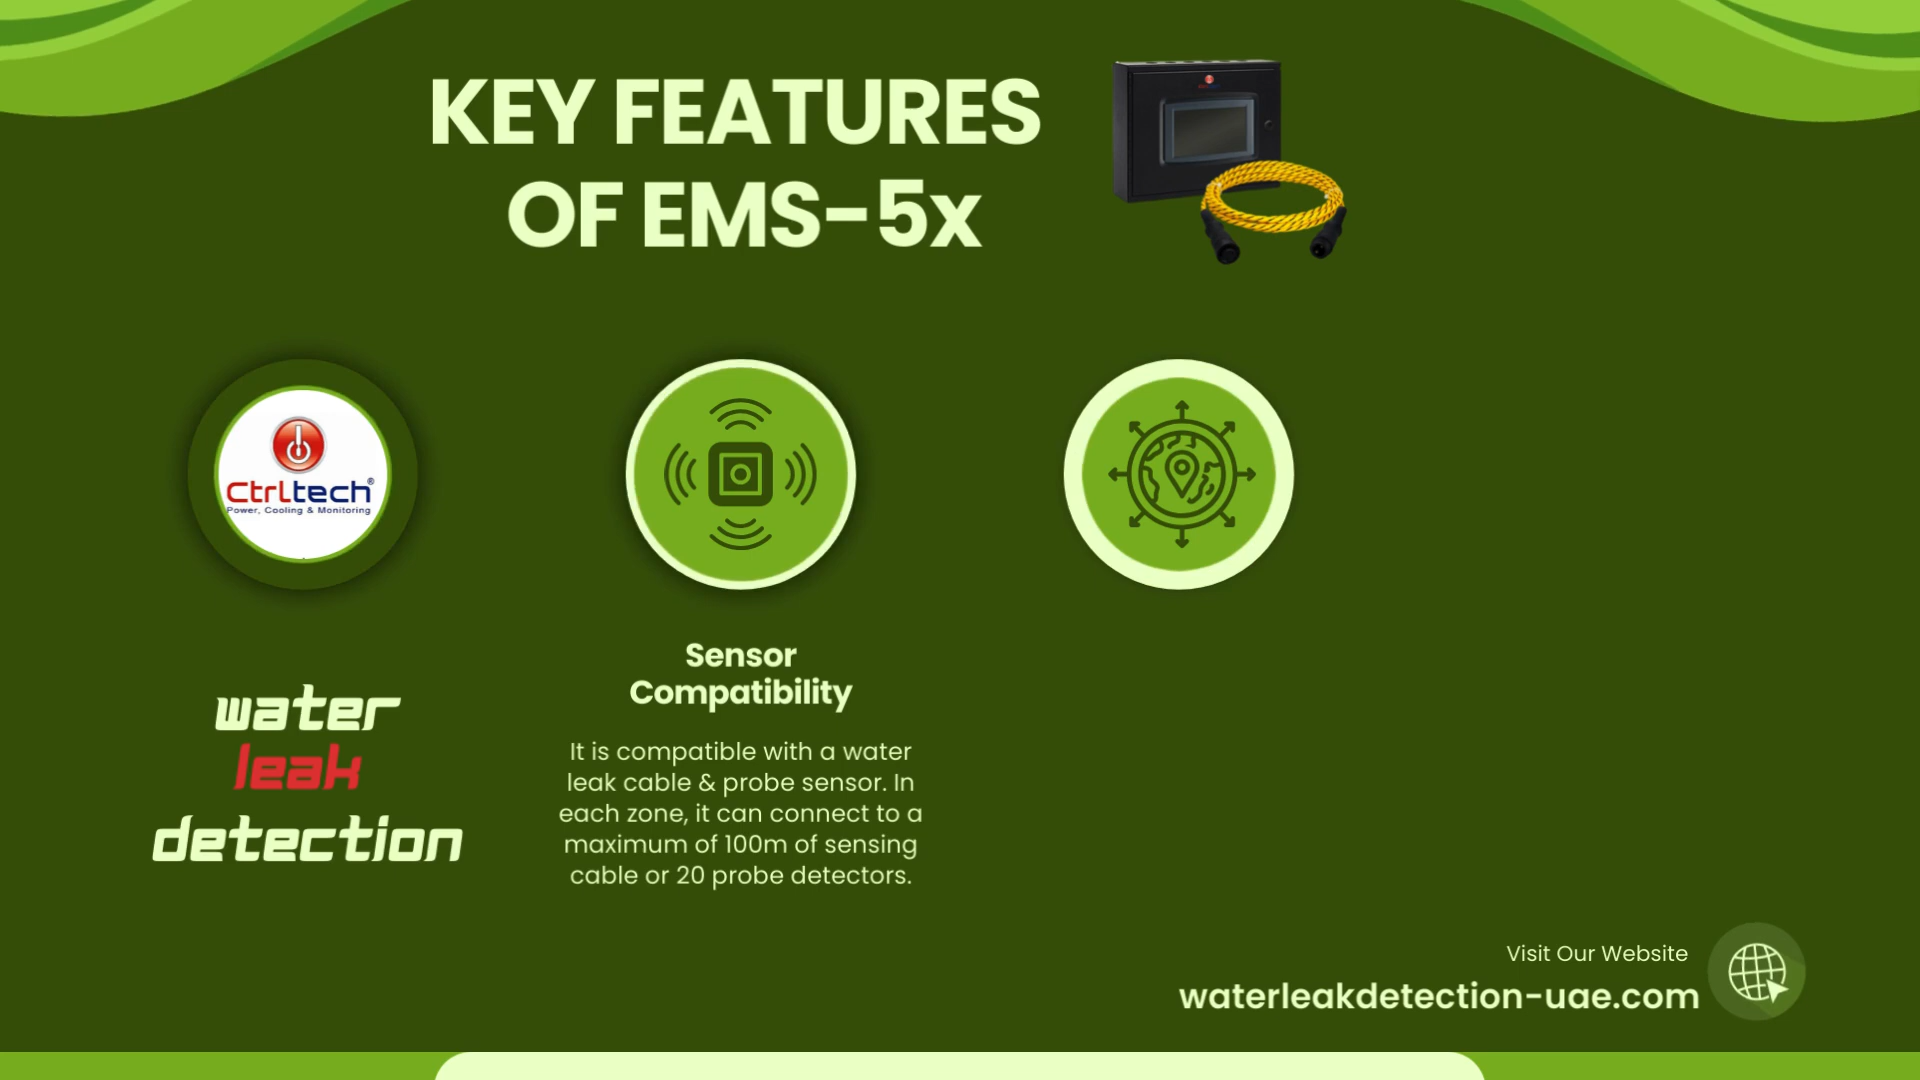 KEY FEATURES
OF EMS-5x
Ctrltech®
Power, Cooling & Monitoring
water
leak
detection
Sensor
Compatibility
It is compatible with a water
leak cable & probe sensor. In
each zone, it can connect to a
maximum of 100m of sensing
cable or 20 probe detectors.
Visit Our Website
waterleakdetection-uae.com